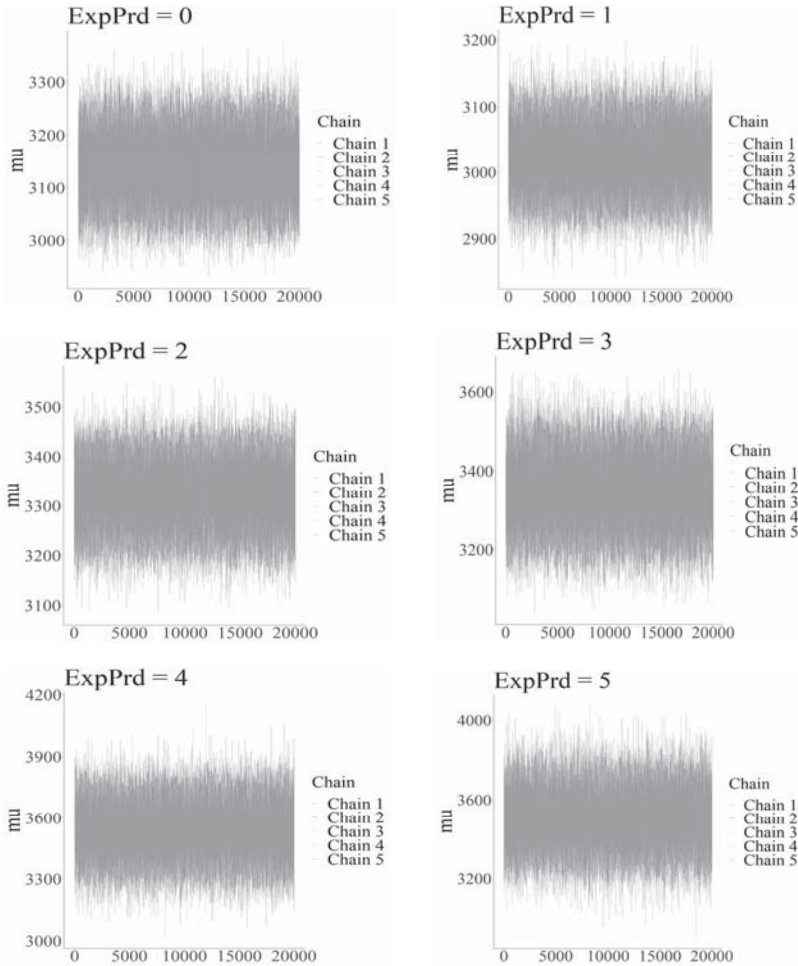 ExpPrd = 0
3300
3200
3100
3000
mu
0 5000 10000 15000 20000
Chain
Chain 1
Chain 2
Chain 3
Chain 4
Chain 5
ExpPrd = 1
3200
3100
3000
2900
mu
0 5000 10000 15000 20000
Chain
Chain 1
Chain 2
Chain 3
Chain 4
Chain 5
ExpPrd = 2
3500
3400
3300
3200
3100
mu
0 5000 10000 15000 20000
Chain
Chain 1
Chain 2
Chain 3
Chain 4
Chain 5
ExpPrd = 3
3600
3400
3200
mu
0 5000 10000 15000 20000
Chain
Chain 1
Chain 2
Chain 3
Chain 4
Chain 5
ExpPrd = 4
4200
3900
3600
3300
3000
mu
0 5000 10000 15000 20000
Chain
Chain 1
Chain 2
Chain 3
Chain 4
Chain 5
ExpPrd = 5
4000
3600
3200
mu
0 5000 10000 15000 20000
Chain
Chain 1
Chain 2
Chain 3
Chain 4
Chain 5